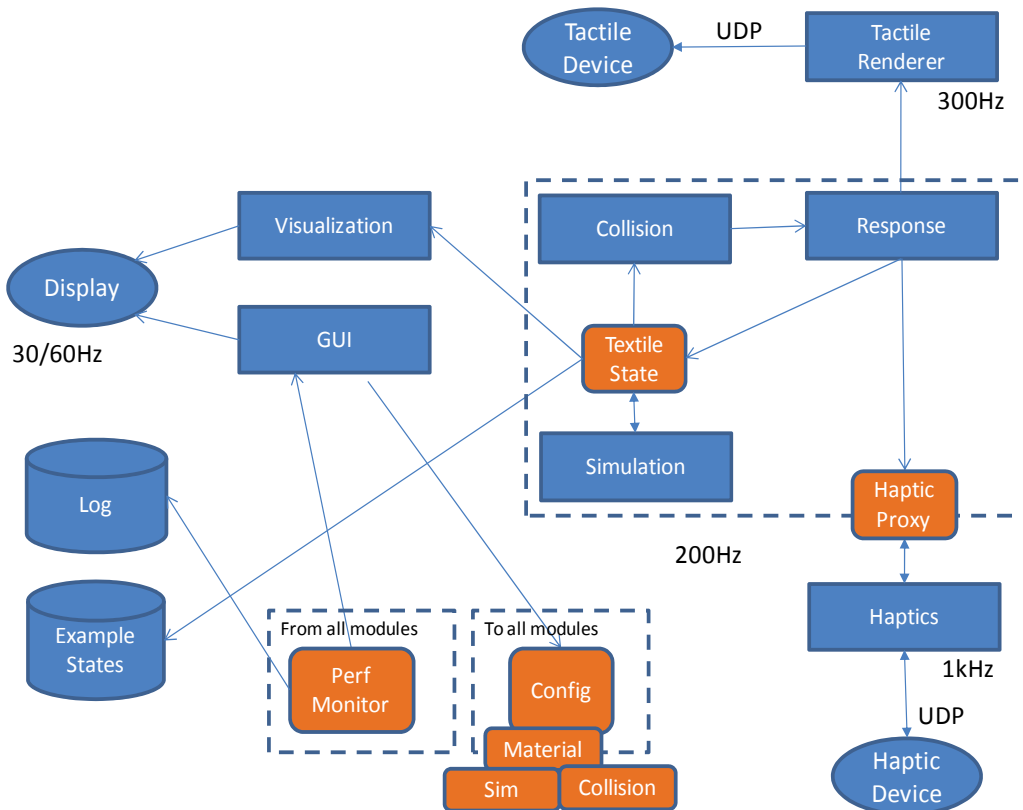 Tactile
Device
UDP
Tactile
Renderer
300Hz
Visualization
Collision
Response
Display
GUI
30/60Hz
Textile
State
Simulation
Log
Haptic
Proxy
200Hz
Example
States
From all modules
To all modules
Haptics
Perf
Monitor
Config
1kHz
UDP
Material
Sim
Collision
Haptic
Device